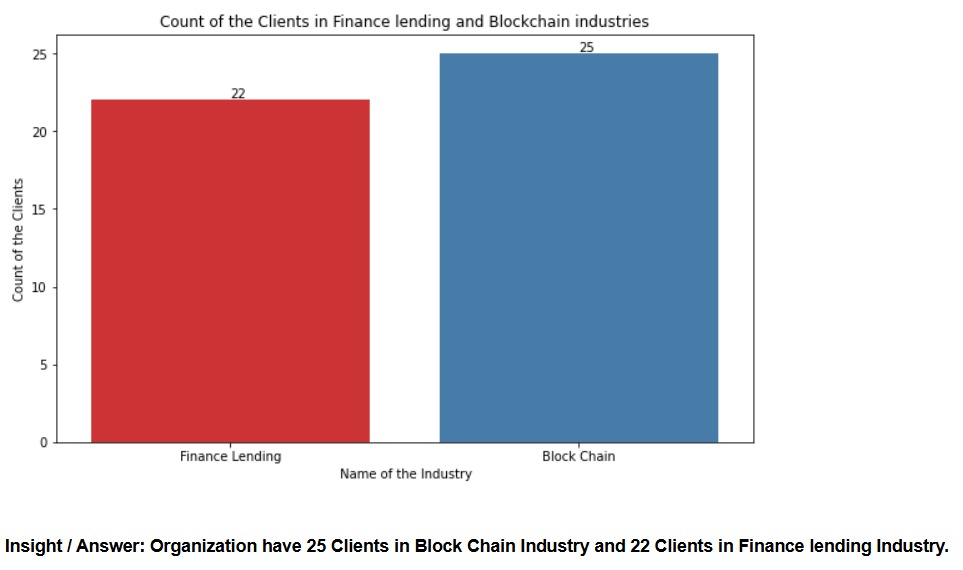 Count of the Clients in Finance lending and Blockchain industries
25
20
15
10
5
0
Count of the Clients
22
25
Finance Lending
Block Chain
Name of the Industry
Insight / Answer: Organization have 25 Clients in Block Chain Industry and 22 Clients in Finance lending Industry.